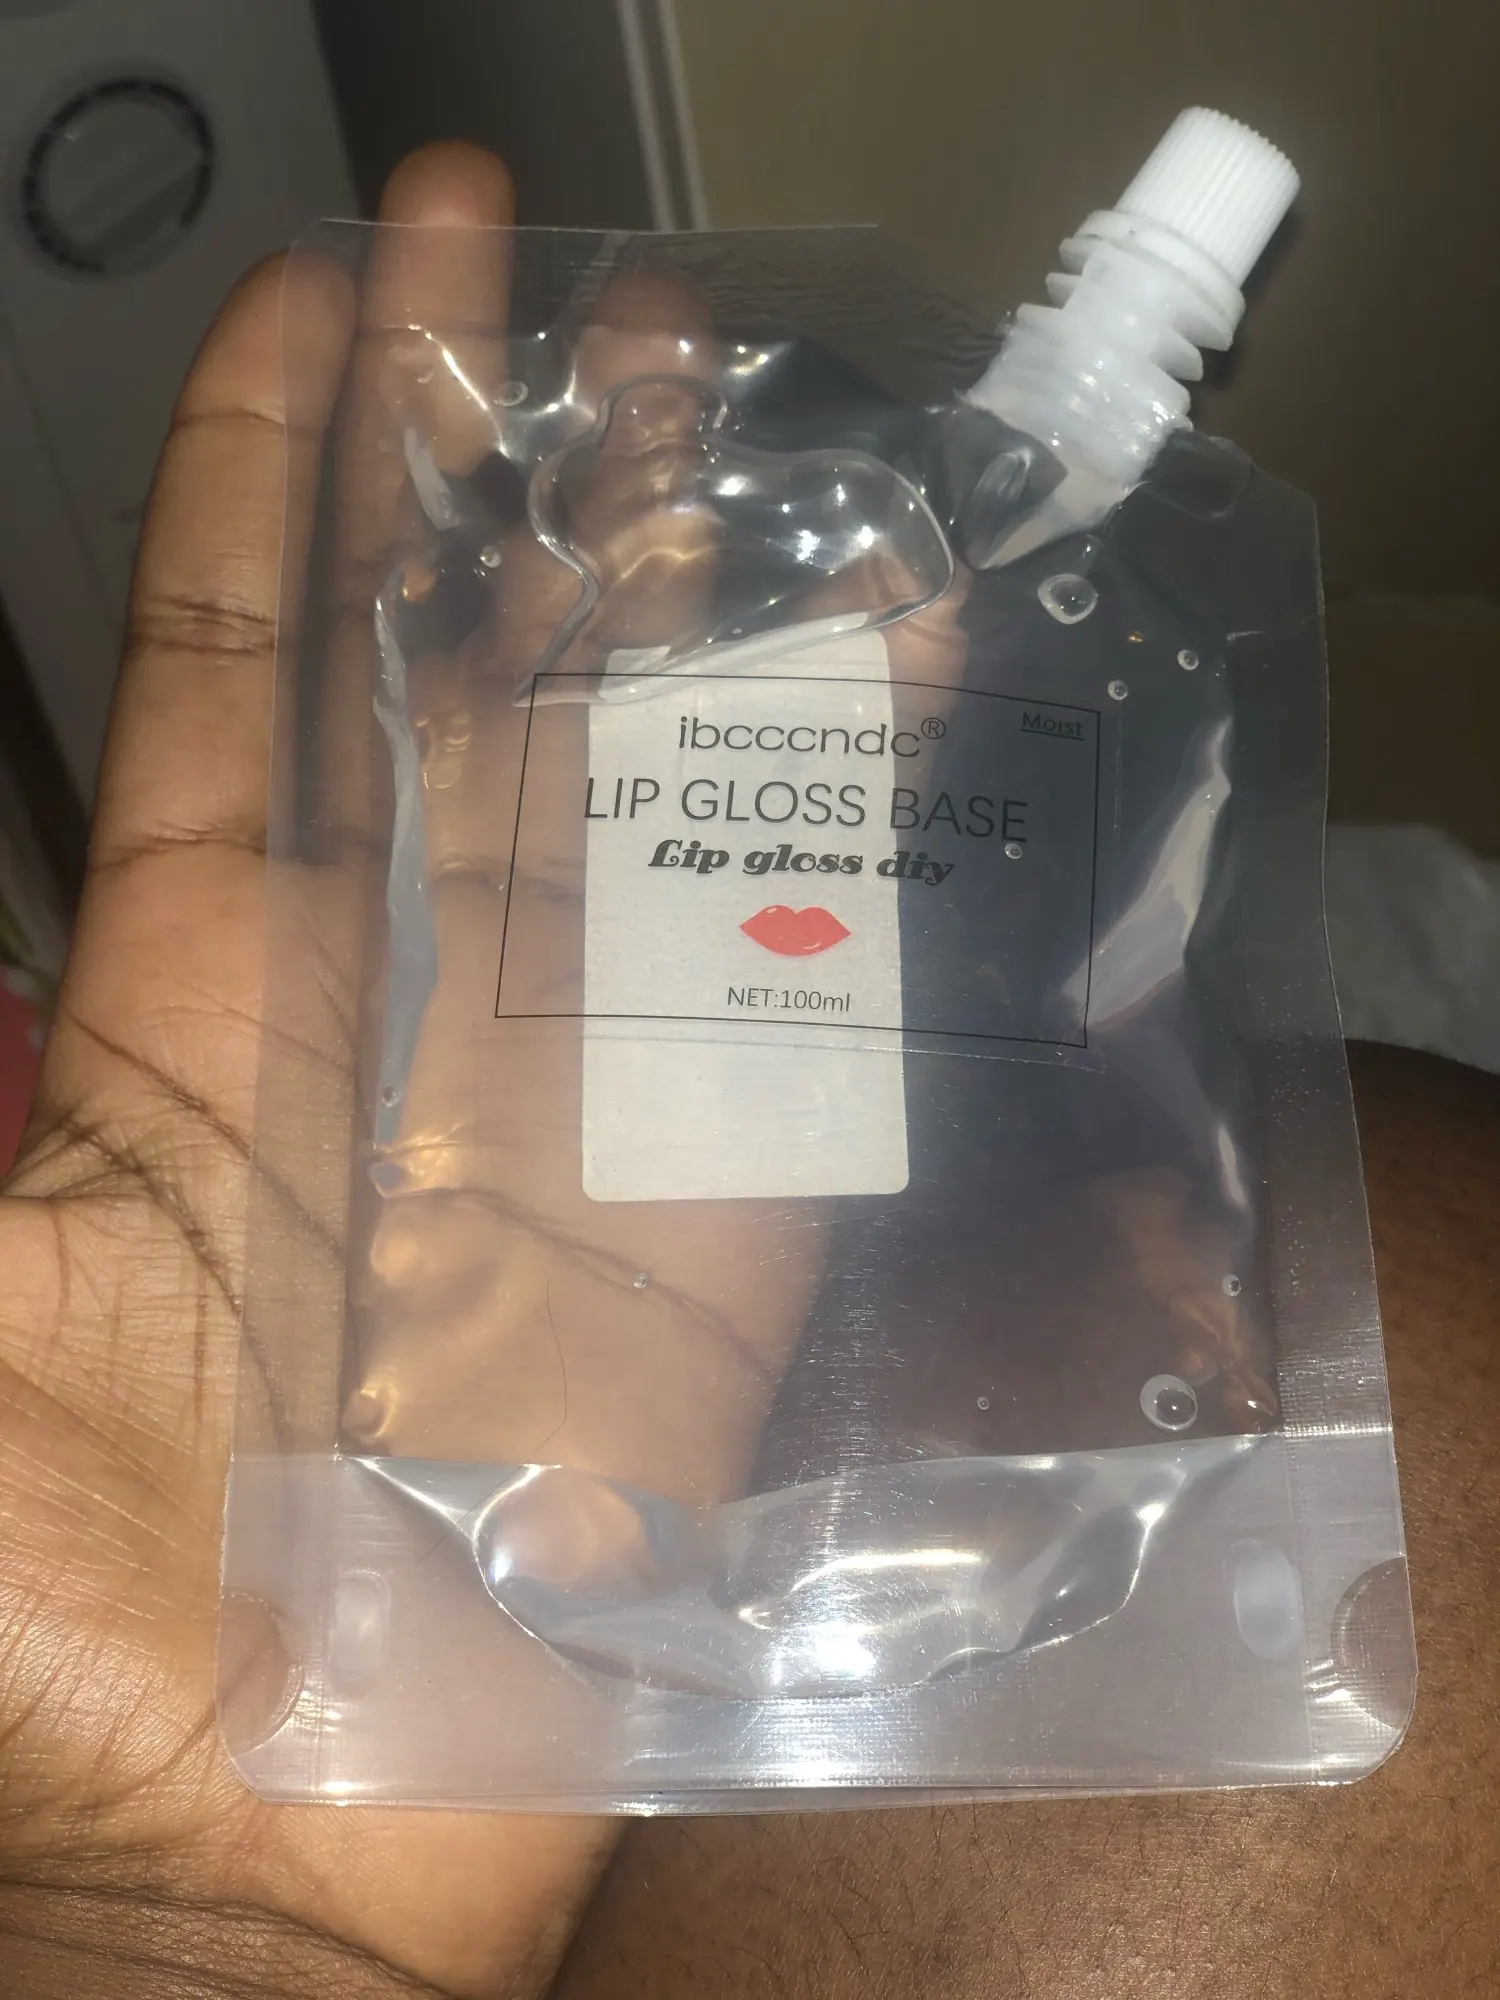 Moist
ibcccndc®
LIP GLOSS BASE
Lip gloss diy
NET:100ml